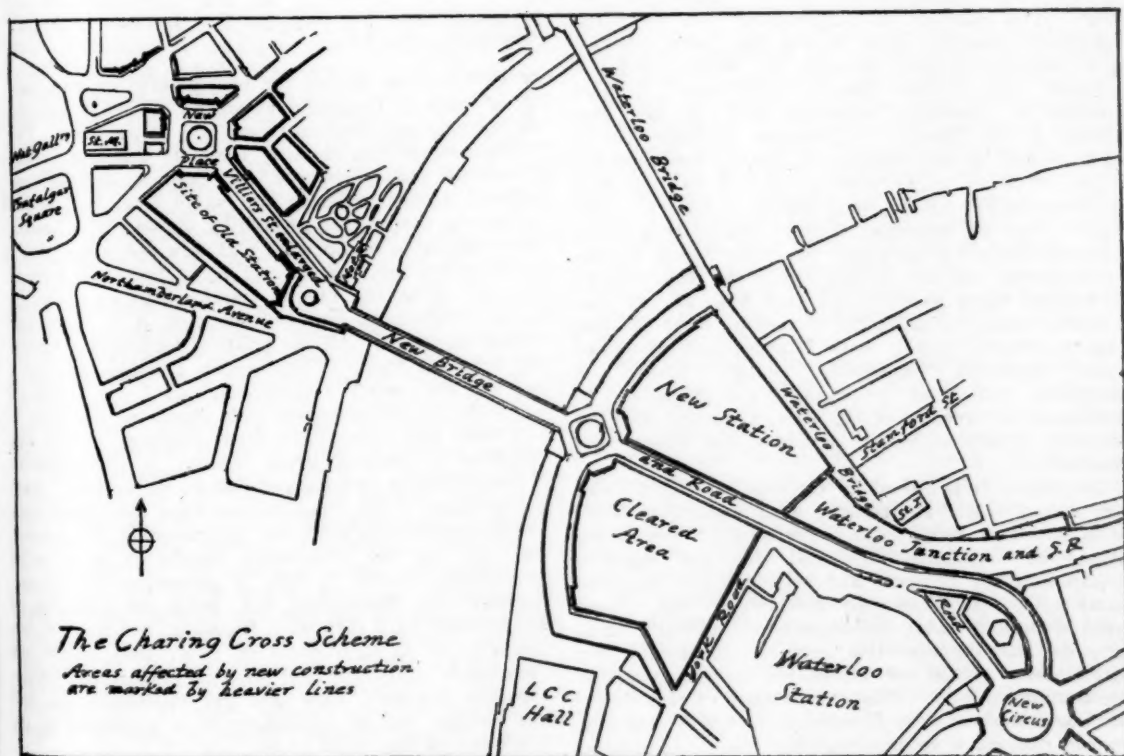 Nat Gallry
St. M.
New
Place
Trafalgar
Square
Site of Old Station
Villiers St. enlarged
Northumberland Avenue
New Bridge
Waterloo Bridge
New Station
Waterloo Bridge
Stamford St
St. J.
and Road
Cleared
Area
Waterloo Junction and S.R
York Road
Road
Waterloo
Station
New
Circus
LCC
Hall
The Charing Cross Scheme
Areas affected by new construction
are marked by heavier lines